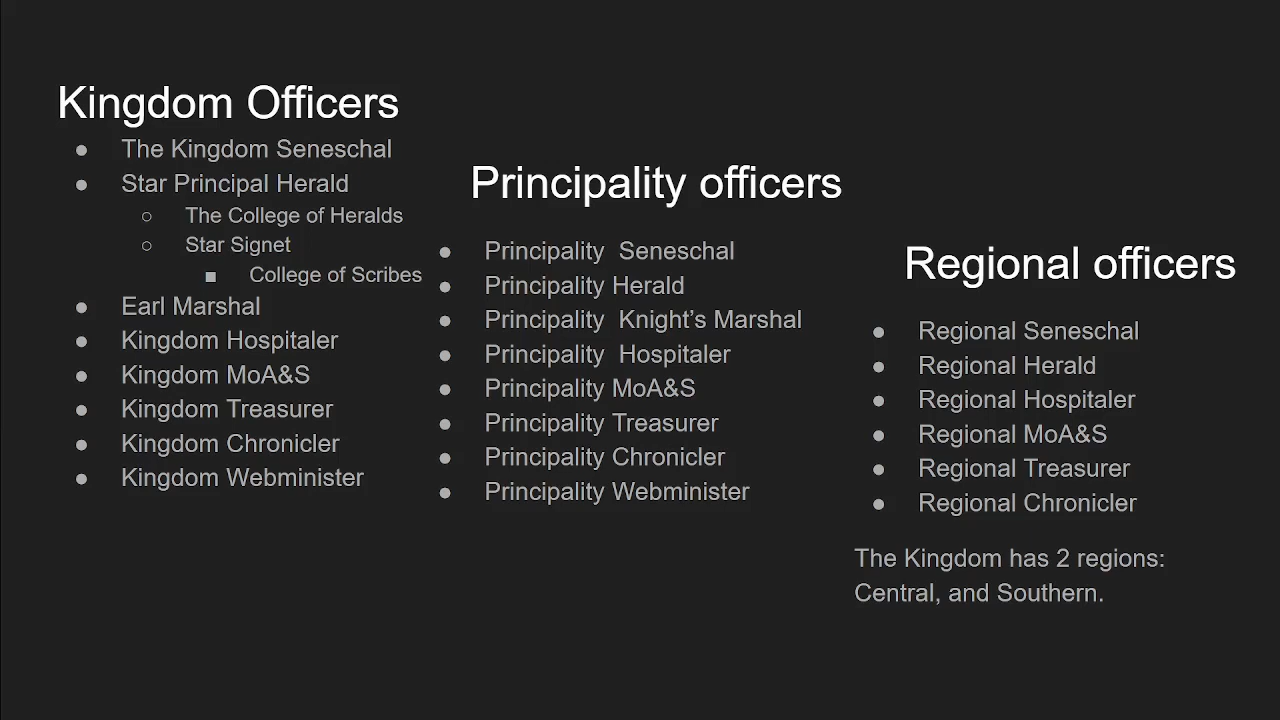 Kingdom Officers
● The Kingdom Seneschal
● Star Principal Herald
○ The College of Heralds
○ Star Signet
■ College of Scribes
● Earl Marshal
● Kingdom Hospitaler
● Kingdom MoA&S
● Kingdom Treasurer
● Kingdom Chronicler
● Kingdom Webminister
Principality officers
● Principality  Seneschal
● Principality Herald
● Principality  Knight’s Marshal
● Principality  Hospitaler
● Principality MoA&S
● Principality Treasurer
● Principality Chronicler
● Principality Webminister
Regional officers
● Regional Seneschal
● Regional Herald
● Regional Hospitaler
● Regional MoA&S
● Regional Treasurer
● Regional Chronicler
The Kingdom has 2 regions:
Central, and Southern.